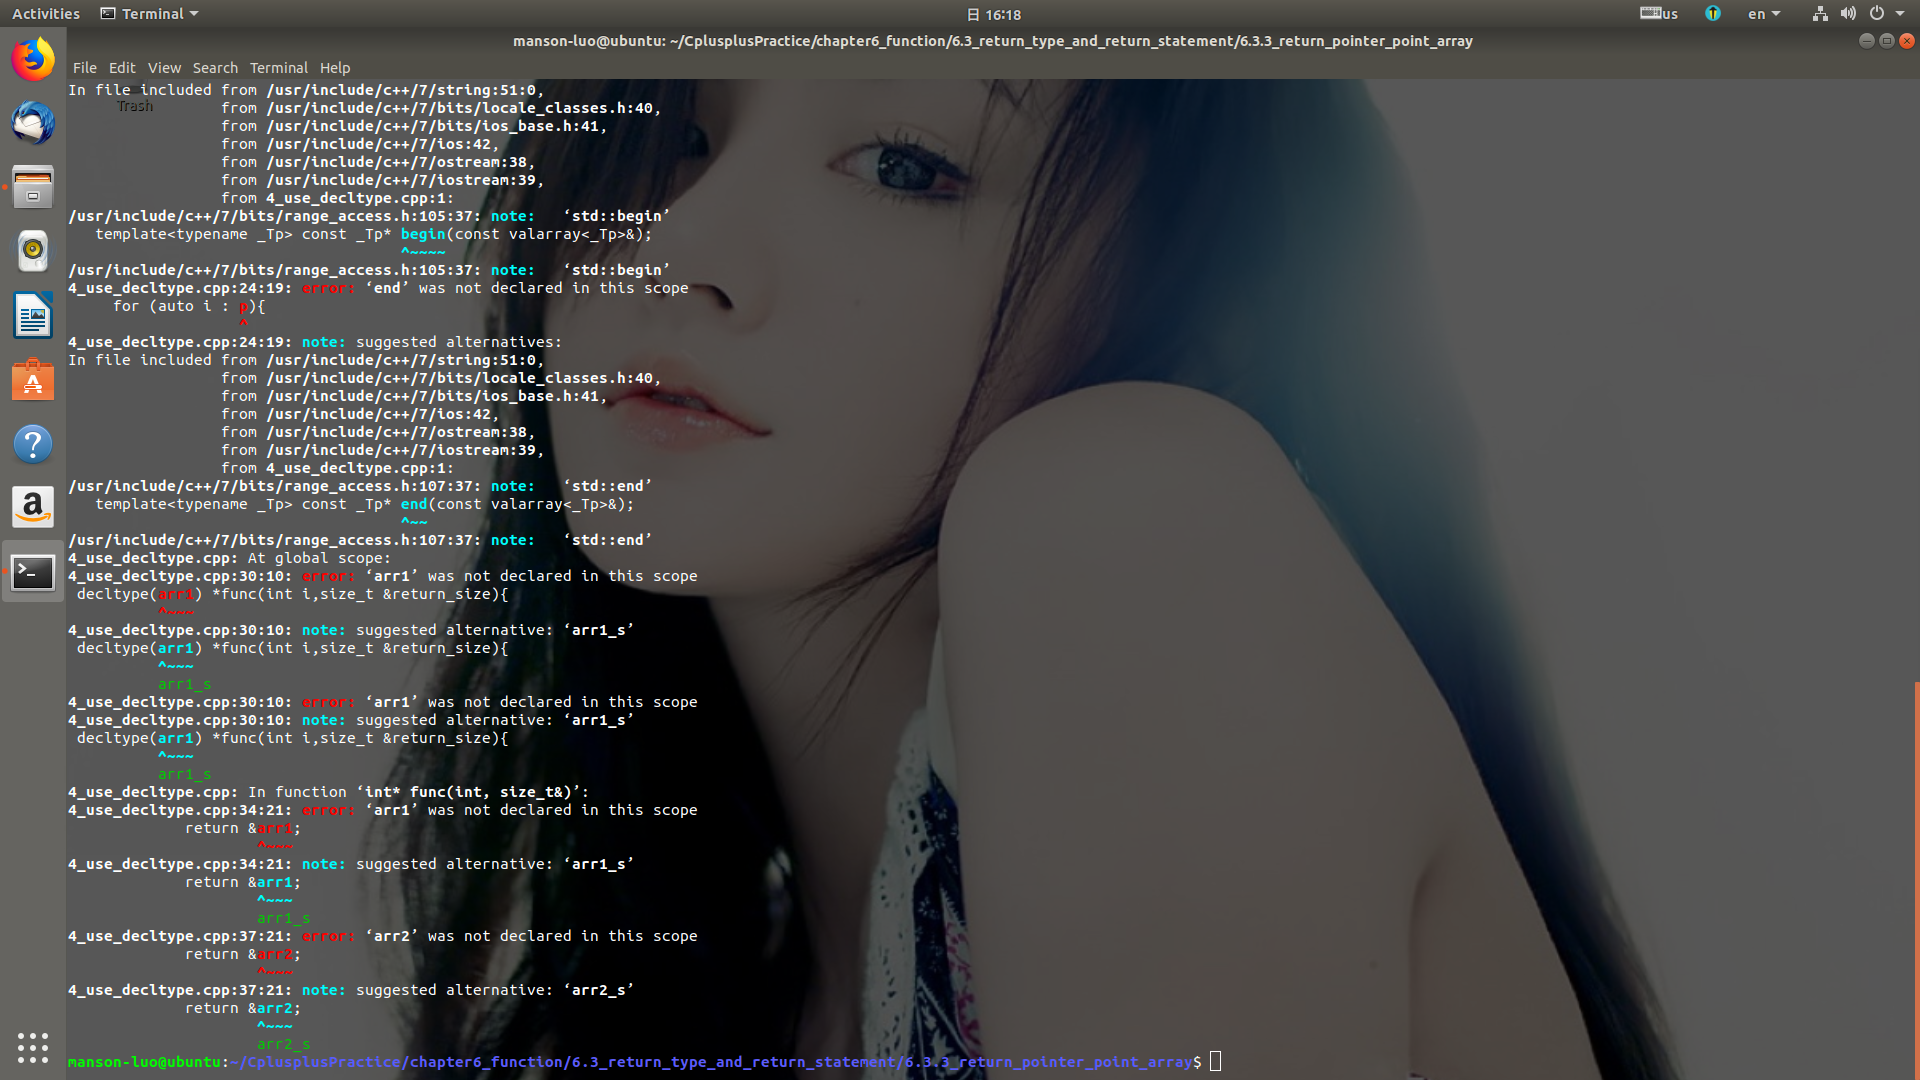 Activities Terminal 日 16:18 us en
manson-luo@ubuntu: ~/CplusplusPractice/chapter6_function/6.3_return_type_and_return_statement/6.3.3_return_pointer_point_array
File Edit View Search Terminal Help
Trash
In file included from /usr/include/c++/7/string:51:0,
from /usr/include/c++/7/bits/locale_classes.h:40,
from /usr/include/c++/7/bits/ios_base.h:41,
from /usr/include/c++/7/ios:42,
from /usr/include/c++/7/ostream:38,
from /usr/include/c++/7/iostream:39,
from 4_use_decltype.cpp:1:
/usr/include/c++/7/bits/range_access.h:105:37: note:   ‘std::begin’
template<typename _Tp> const _Tp* begin(const valarray<_Tp>&);
^~~~~
/usr/include/c++/7/bits/range_access.h:105:37: note:   ‘std::begin’
4_use_decltype.cpp:24:19: error: ‘end’ was not declared in this scope
for (auto i : p){
^
4_use_decltype.cpp:24:19: note: suggested alternatives:
In file included from /usr/include/c++/7/string:51:0,
from /usr/include/c++/7/bits/locale_classes.h:40,
from /usr/include/c++/7/bits/ios_base.h:41,
from /usr/include/c++/7/ios:42,
from /usr/include/c++/7/ostream:38,
from /usr/include/c++/7/iostream:39,
from 4_use_decltype.cpp:1:
/usr/include/c++/7/bits/range_access.h:107:37: note:   ‘std::end’
template<typename _Tp> const _Tp* end(const valarray<_Tp>&);
^~~
/usr/include/c++/7/bits/range_access.h:107:37: note:   ‘std::end’
4_use_decltype.cpp: At global scope:
4_use_decltype.cpp:30:10: error: ‘arr1’ was not declared in this scope
decltype(arr1) *func(int i,size_t &return_size){
^~~~
4_use_decltype.cpp:30:10: note: suggested alternative: ‘arr1_s’
decltype(arr1) *func(int i,size_t &return_size){
^~~~
arr1_s
4_use_decltype.cpp:30:10: error: ‘arr1’ was not declared in this scope
4_use_decltype.cpp:30:10: note: suggested alternative: ‘arr1_s’
decltype(arr1) *func(int i,size_t &return_size){
^~~~
arr1_s
4_use_decltype.cpp: In function ‘int* func(int, size_t&)’:
4_use_decltype.cpp:34:21: error: ‘arr1’ was not declared in this scope
return &arr1;
^~~~
4_use_decltype.cpp:34:21: note: suggested alternative: ‘arr1_s’
return &arr1;
^~~~
arr1_s
4_use_decltype.cpp:37:21: error: ‘arr2’ was not declared in this scope
return &arr2;
^~~~
4_use_decltype.cpp:37:21: note: suggested alternative: ‘arr2_s’
return &arr2;
^~~~
arr2_s
manson-luo@ubuntu:~/CplusplusPractice/chapter6_function/6.3_return_type_and_return_statement/6.3.3_return_pointer_point_array$